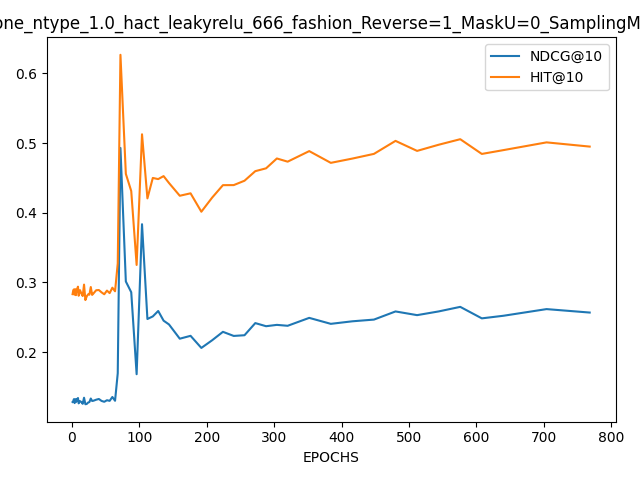 one_ntype_1.0_hact_leakyrelu_666_fashion_Reverse=1_MaskU=0_SamplingM
NDCG@10
HIT@10
0.6
0.5
0.4
0.3
0.2
0 100 200 300 400 500 600 700 800
EPOCHS